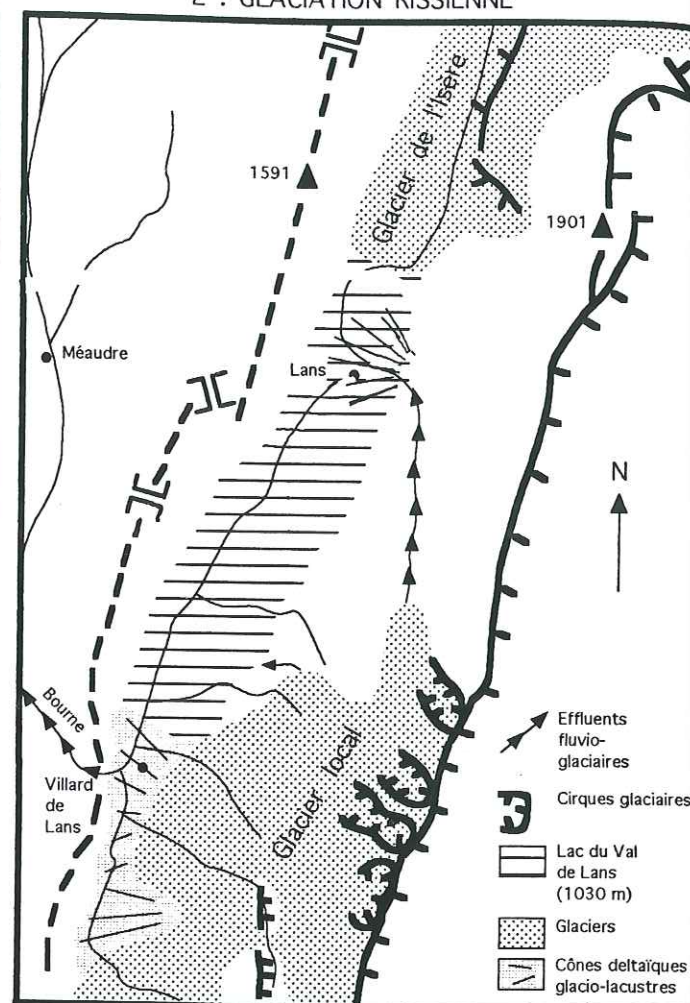 2 : GLACIATION RISSIENNE
Glacier de l'Isère
1591
1901
Méaudre
Lans
N
Bourne
Villard
de
Lans
Glacier local
Effluents
fluvio-
glaciaires
Cirques glaciaires
Lac du Val
de Lans
(1030 m)
Glaciers
Cônes deltaïques
glacio-lacustres